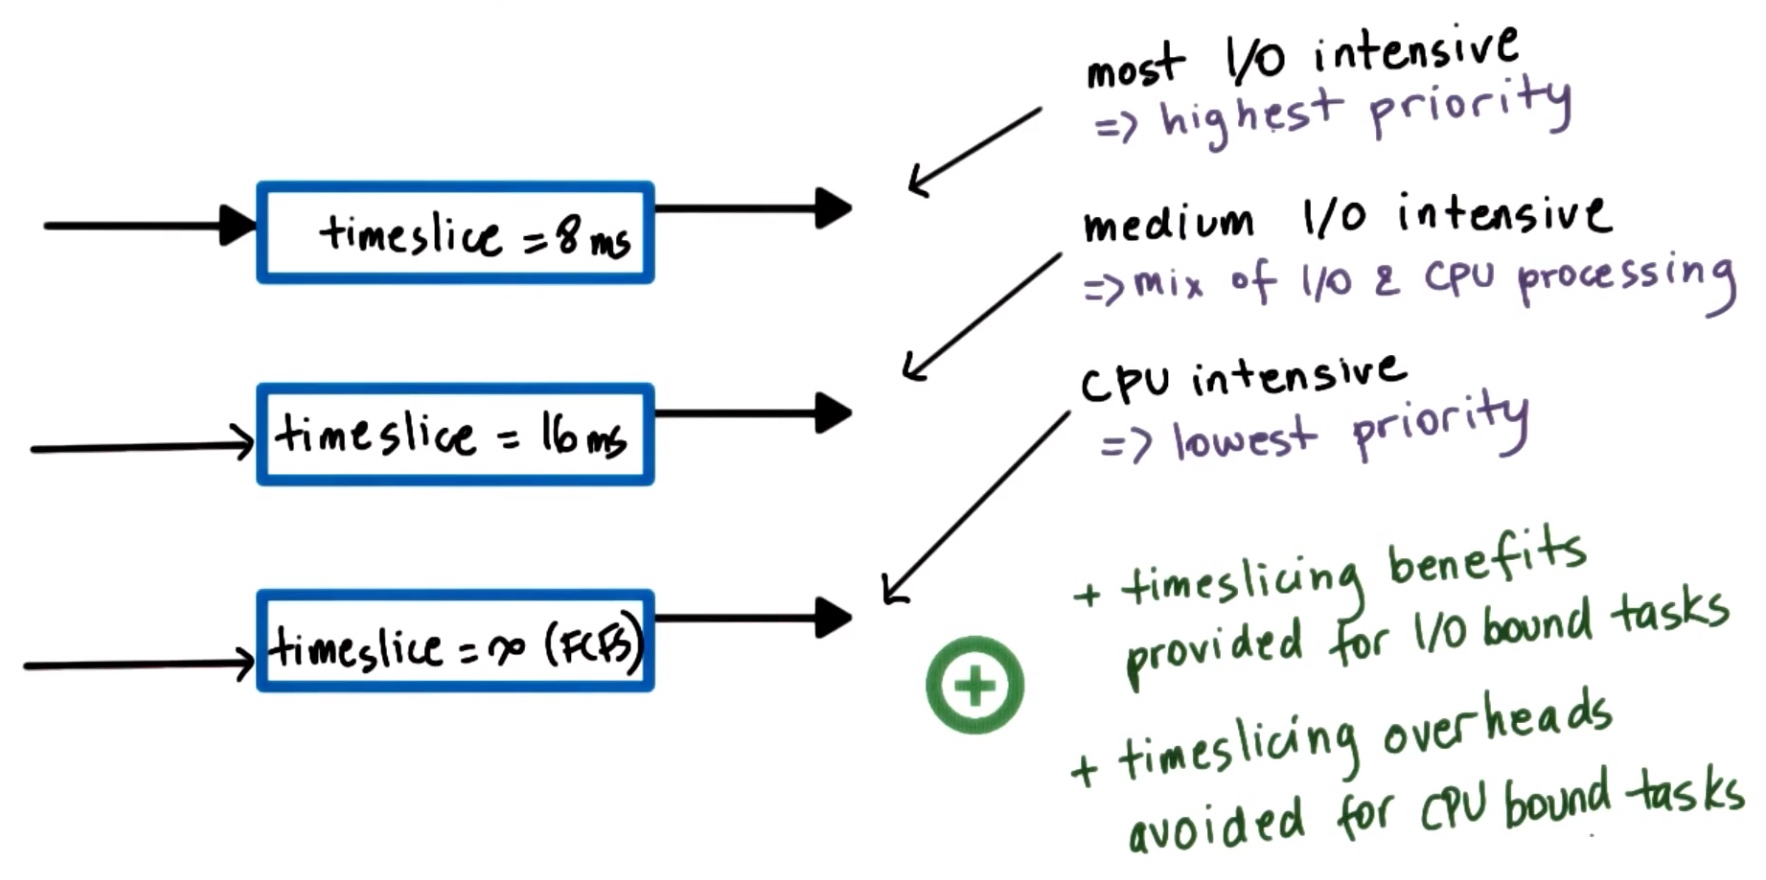 most I/O intensive
=> highest priority
timeslice = 8 ms
medium I/O intensive
=> mix of I/O & CPU processing
timeslice = 16 ms
CPU intensive
=> lowest priority
timeslice = ∞ (FCFS)
+ timeslicing benefits
provided for I/O bound tasks
+
+ timeslicing overheads
avoided for CPU bound tasks